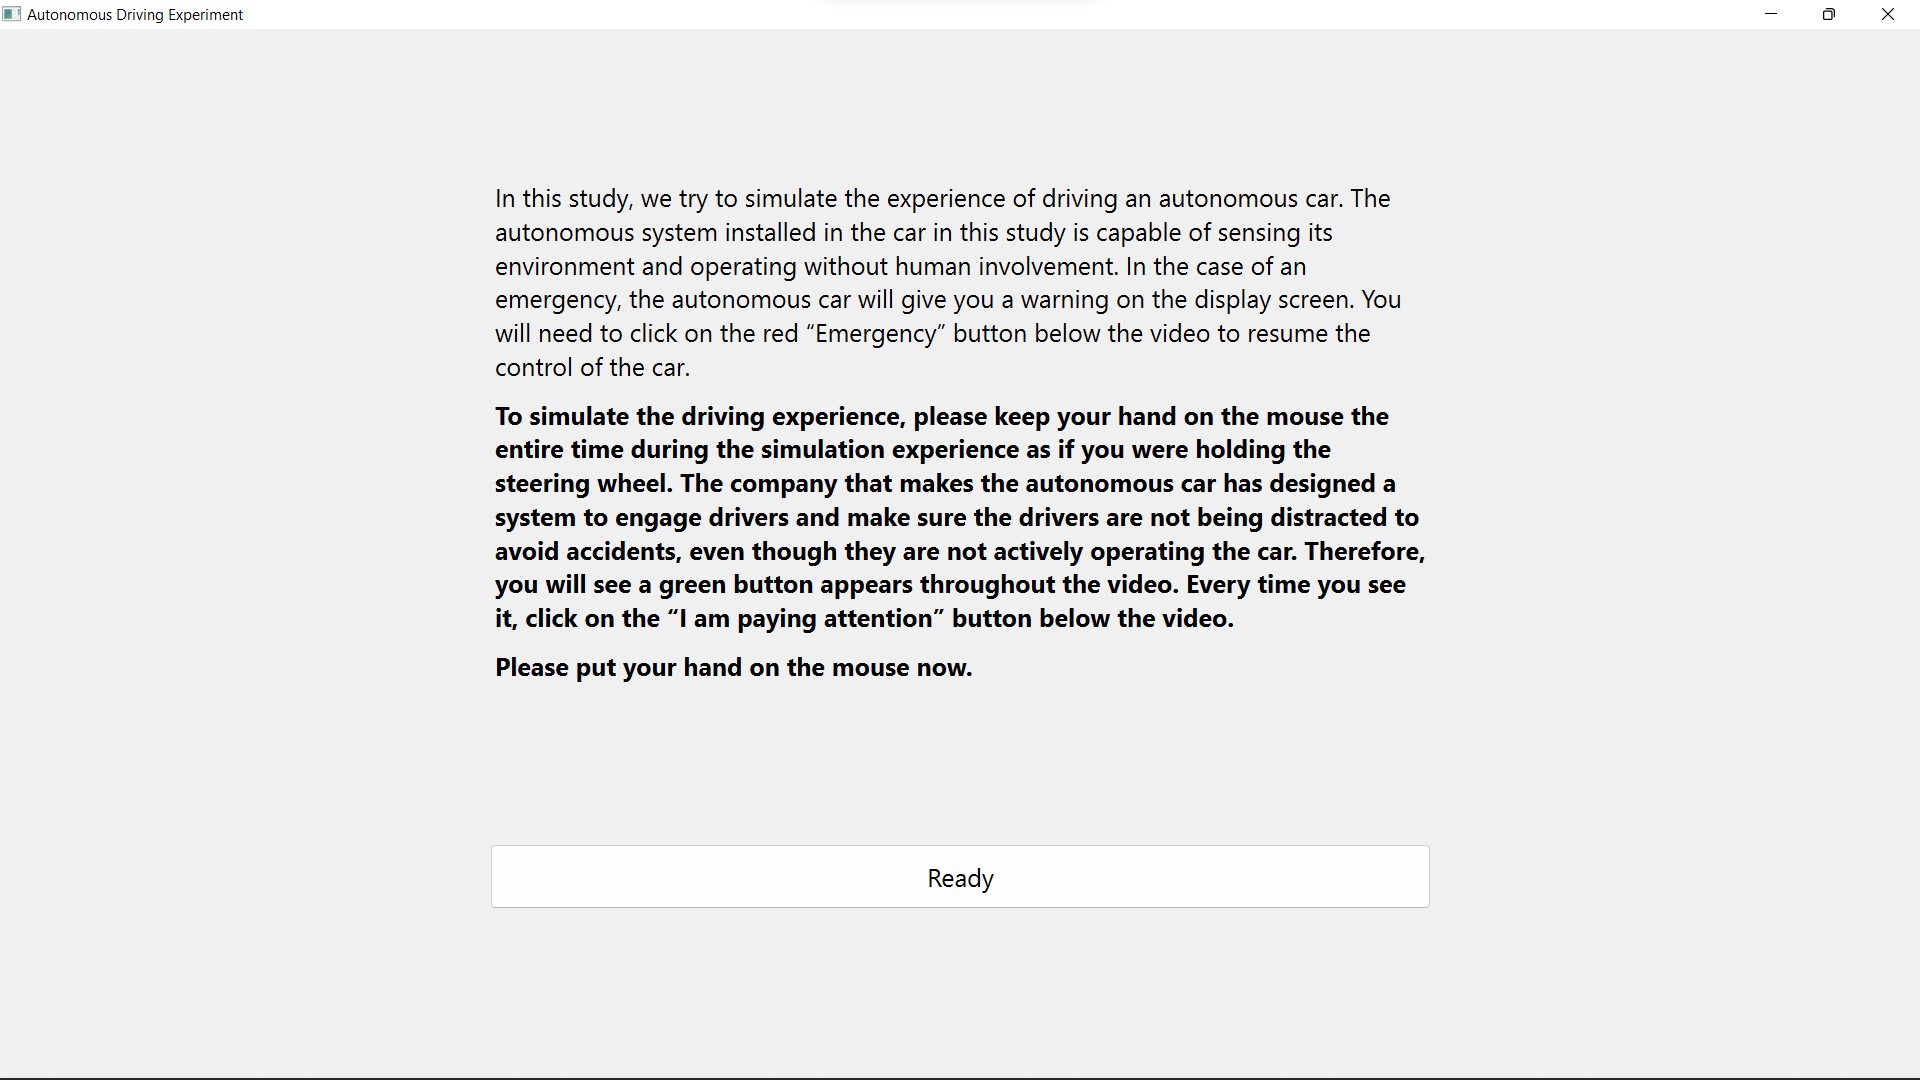 Autonomous Driving Experiment
In this study, we try to simulate the experience of driving an autonomous car. The
autonomous system installed in the car in this study is capable of sensing its
environment and operating without human involvement. In the case of an
emergency, the autonomous car will give you a warning on the display screen. You
will need to click on the red “Emergency” button below the video to resume the
control of the car.
To simulate the driving experience, please keep your hand on the mouse the
entire time during the simulation experience as if you were holding the
steering wheel. The company that makes the autonomous car has designed a
system to engage drivers and make sure the drivers are not being distracted to
avoid accidents, even though they are not actively operating the car. Therefore,
you will see a green button appears throughout the video. Every time you see
it, click on the “I am paying attention” button below the video.
Please put your hand on the mouse now.
Ready